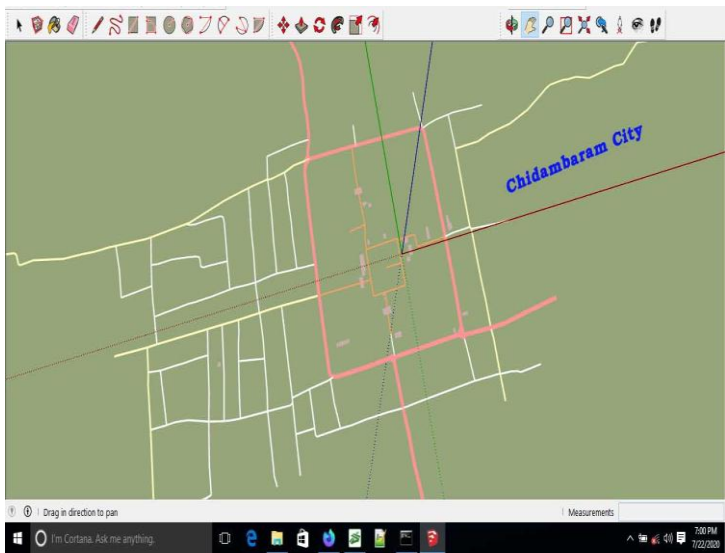 Chidambaram City
Drag in direction to pan
Measurements
I'm Cortana. Ask me anything.
7:00 PM
7/22/2020